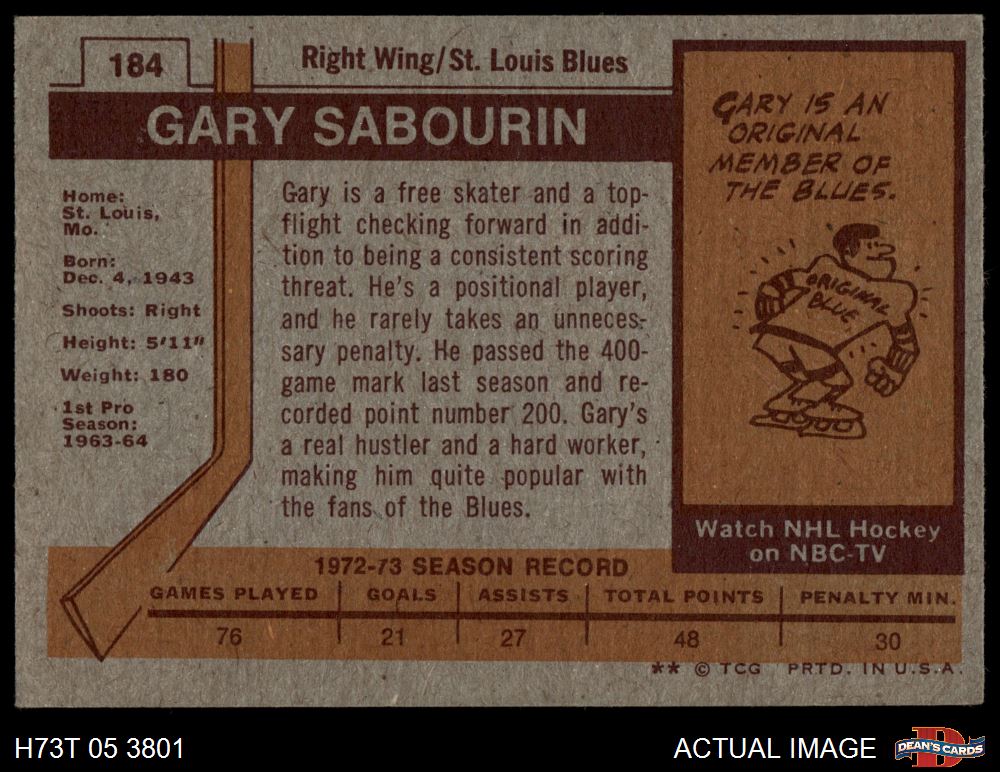 184
Right Wing/St. Louis Blues
GARY SABOURIN
Home:
St. Louis,
Mo.
Born:
Dec. 4, 1943
Shoots: Right
Height: 5'11"
Weight: 180
1st Pro
Season:
1963-64
Gary is a free skater and a top-
flight checking forward in addi-
tion to being a consistent scoring
threat. He's a positional player,
and he rarely takes an unneces-
sary penalty. He passed the 400-
game mark last season and re-
corded point number 200. Gary's
a real hustler and a hard worker,
making him quite popular with
the fans of the Blues.
GARY IS AN
ORIGINAL
MEMBER OF
THE BLUES.
ORIGINAL
BLUE
Watch NHL Hockey
on NBC-TV
1972-73 SEASON RECORD
GAMES PLAYED GOALS ASSISTS TOTAL POINTS PENALTY MIN.
76 21 27 48 30
** © TCG PRTD. IN U.S.A.
H73T 05 3801
ACTUAL IMAGE
DEAN'S CARDS